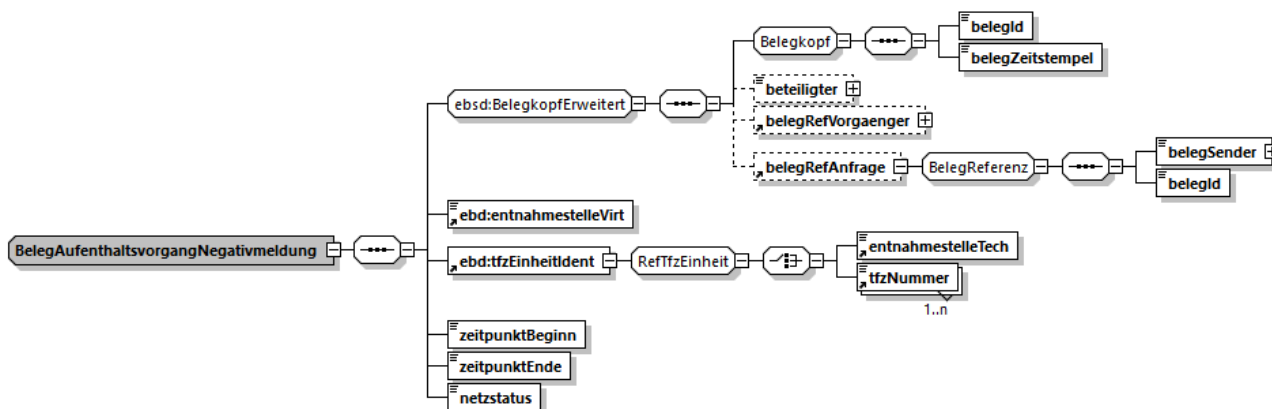 Belegkopf
belegId
belegZeitstempel
beteiligter
ebsd:BelegkopfErweitert
belegRefVorgaenger
belegRefAnfrage
BelegReferenz
belegSender
belegId
ebd:entnahmestelleVirt
BelegAufenthaltsvorgangNegativmeldung
ebd:tfzEinheitIdent
RefTfzEinheit
entnahmestelleTech
tfzNummer
1..n
zeitpunktBeginn
zeitpunktEnde
netzstatus